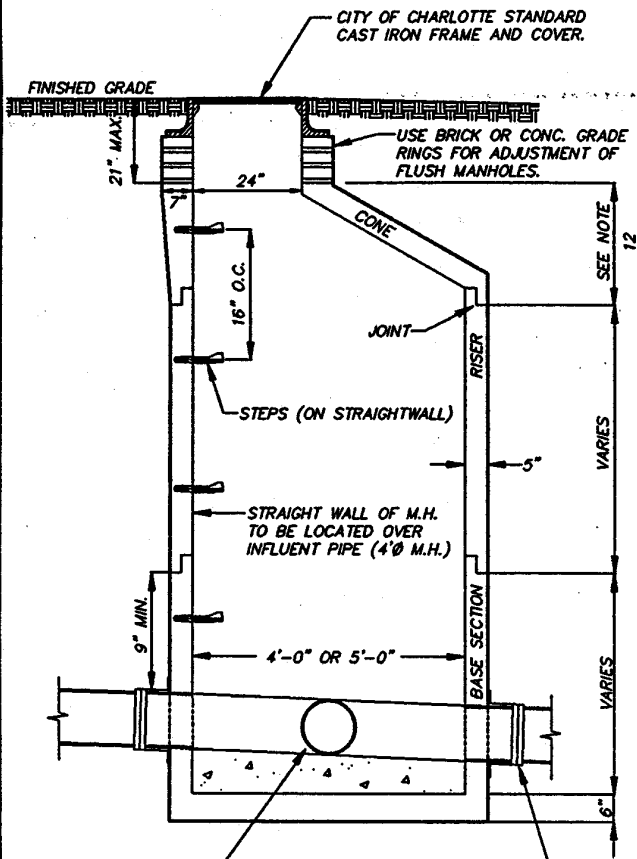 CITY OF CHARLOTTE STANDARD
CAST IRON FRAME AND COVER.
FINISHED GRADE
21" MAX.
USE BRICK OR CONC. GRADE
RINGS FOR ADJUSTMENT OF
FLUSH MANHOLES.
24"
7"
CONE
SEE NOTE
12
16" O.C.
JOINT
RISER
STEPS (ON STRAIGHTWALL)
VARIES
5"
STRAIGHT WALL OF M.H.
TO BE LOCATED OVER
INFLUENT PIPE (4'Ø M.H.)
9" MIN.
4'-0" OR 5'-0"
BASE SECTION
VARIES
6"